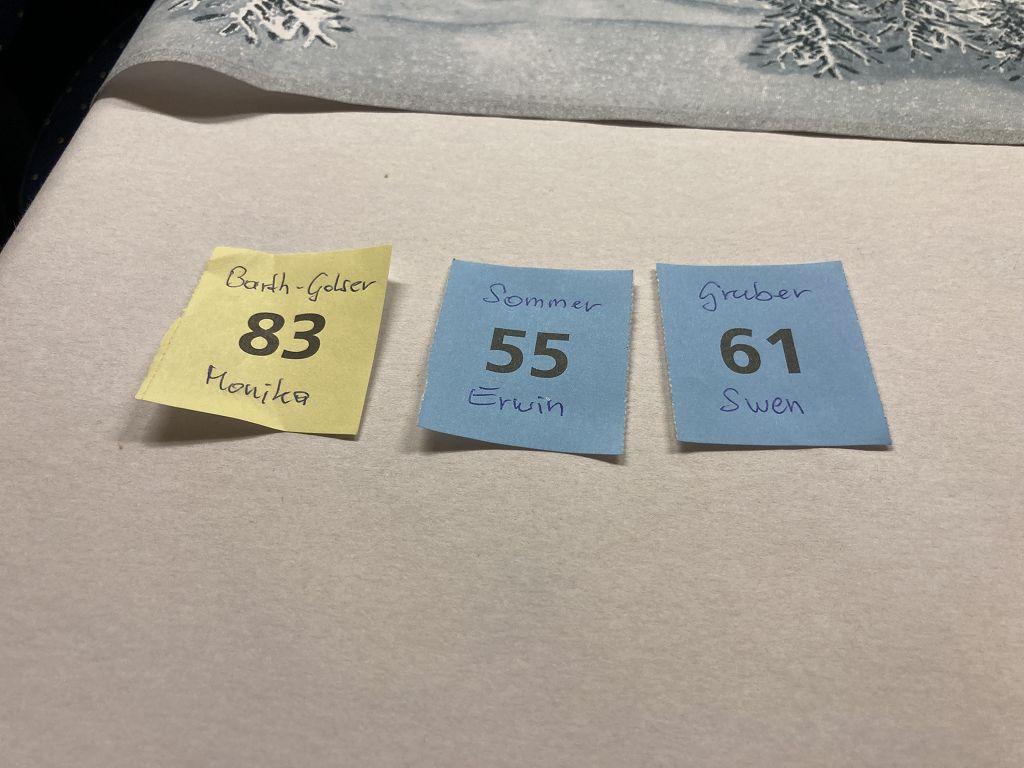 Barth-Golser
83
Monika
Sommer
55
Erwin
Gruber
61
Swen